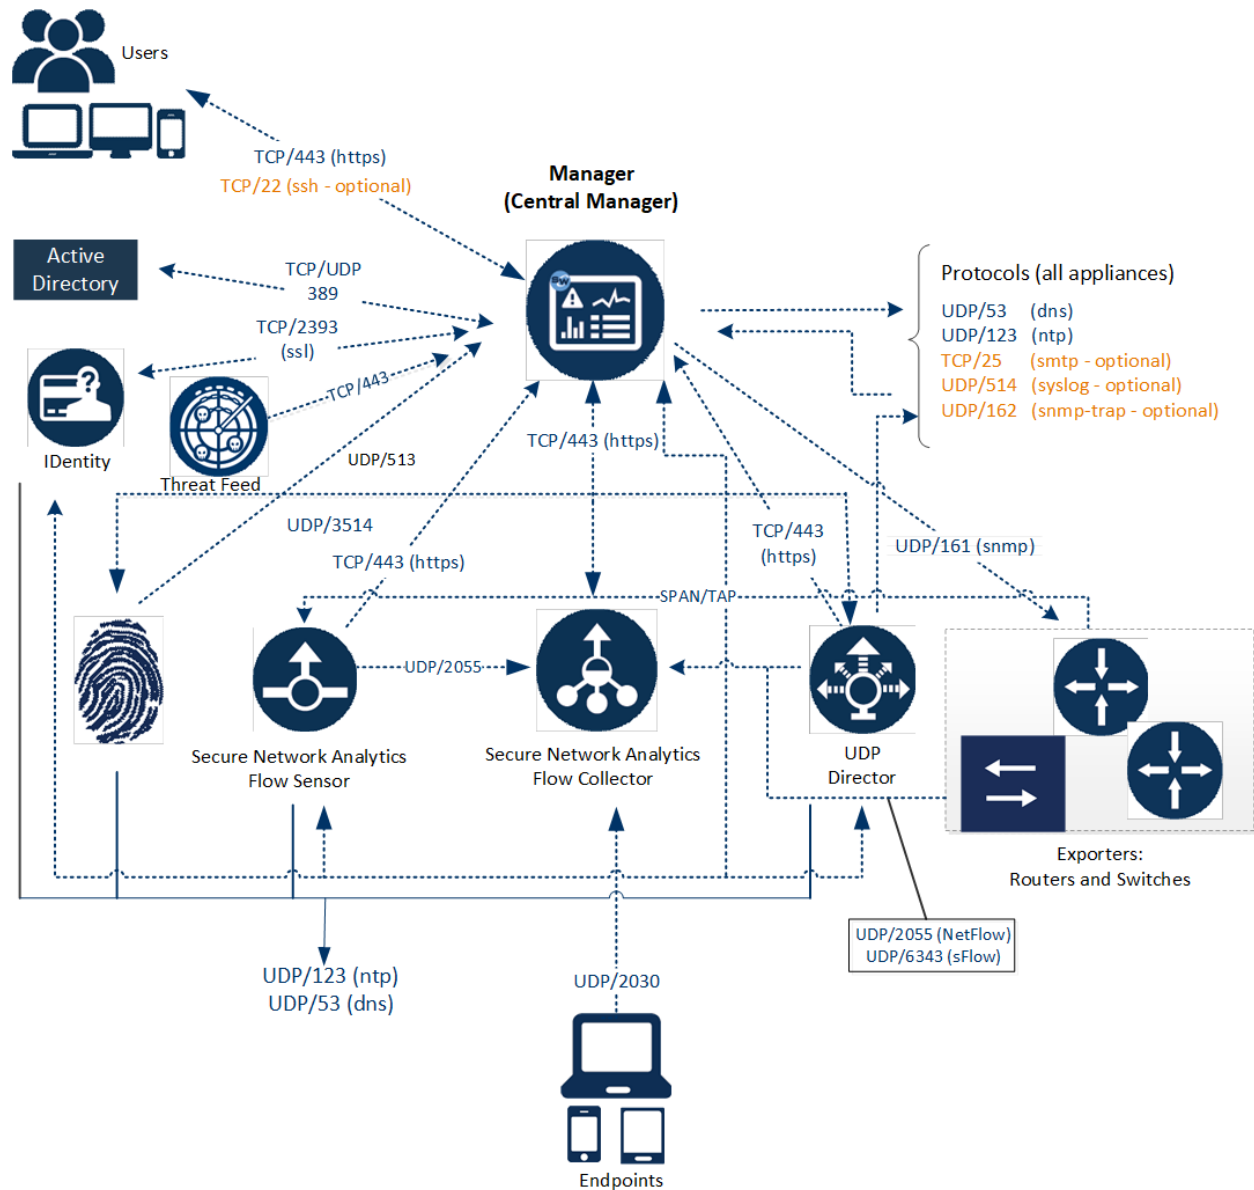 Users
TCP/443 (https)
TCP/22 (ssh - optional)
Manager
(Central Manager)
Active
Directory
TCP/UDP
389
TCP/2393
(ssl)
TCP/443
IDentity
Threat Feed
Protocols (all appliances)
UDP/53 (dns)
UDP/123 (ntp)
TCP/25 (smtp - optional)
UDP/514 (syslog - optional)
UDP/162 (snmp-trap - optional)
TCP/443 (https)
UDP/513
UDP/3514
TCP/443 (https)
TCP/443
(https)
UDP/161 (snmp)
SPAN/TAP
UDP/2055
Secure Network Analytics
Flow Sensor
Secure Network Analytics
Flow Collector
UDP
Director
Exporters:
Routers and Switches
UDP/2055 (NetFlow)
UDP/6343 (sFlow)
UDP/123 (ntp)
UDP/53 (dns)
UDP/2030
Endpoints